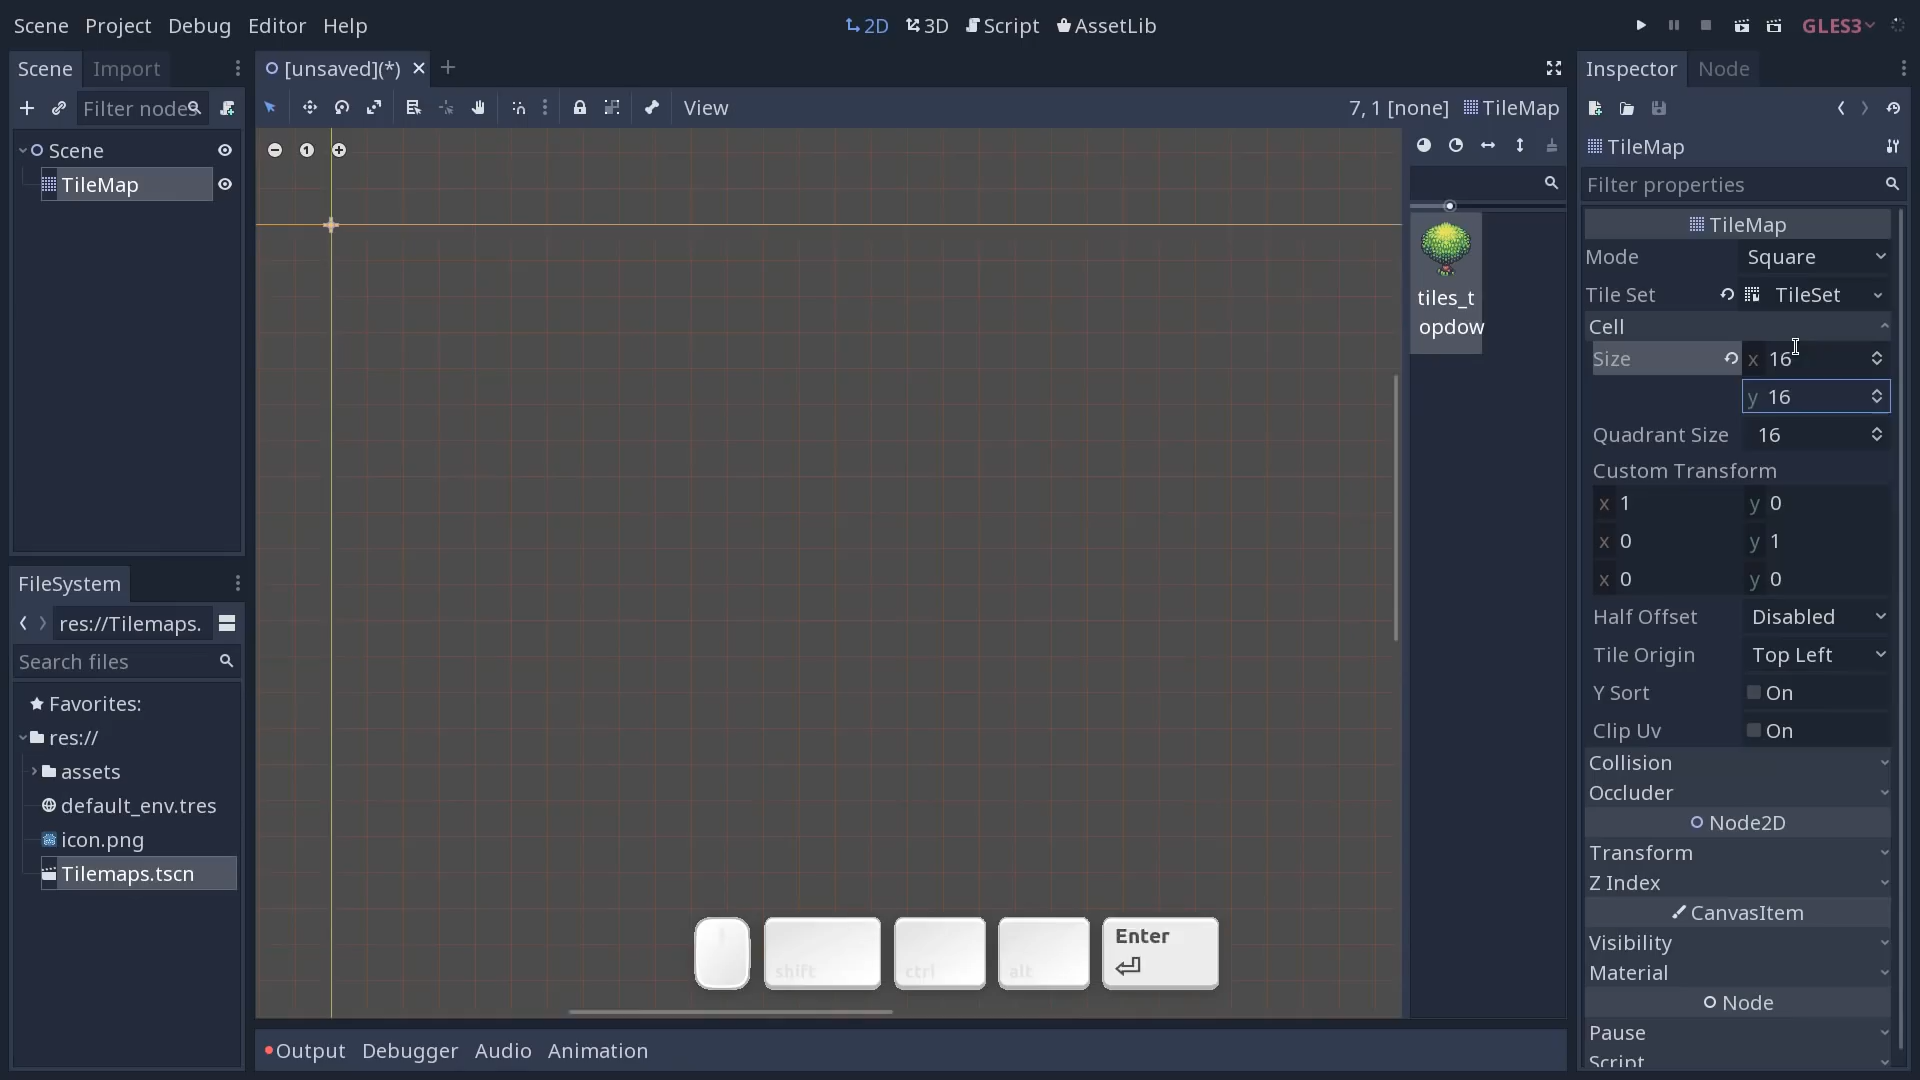 Scene Project Debug Editor Help
2D 3D Script AssetLib
GLES3
Scene Import
Filter nodes
Scene
TileMap
FileSystem
res://Tilemaps.
Search files
Favorites:
res://
assets
default_env.tres
icon.png
Tilemaps.tscn
[unsaved](*)
View
7, 1 [none] TileMap
1
tiles_t
opdow
shift
ctrl
alt
Enter
Output Debugger Audio Animation
Inspector Node
TileMap
Filter properties
TileMap
Mode Square
Tile Set TileSet
Cell
Size x 16
y 16
Quadrant Size 16
Custom Transform
x 1 y 0
x 0 y 1
x 0 y 0
Half Offset Disabled
Tile Origin Top Left
Y Sort On
Clip Uv On
Collision
Occluder
Node2D
Transform
Z Index
CanvasItem
Visibility
Material
Node
Pause
Script